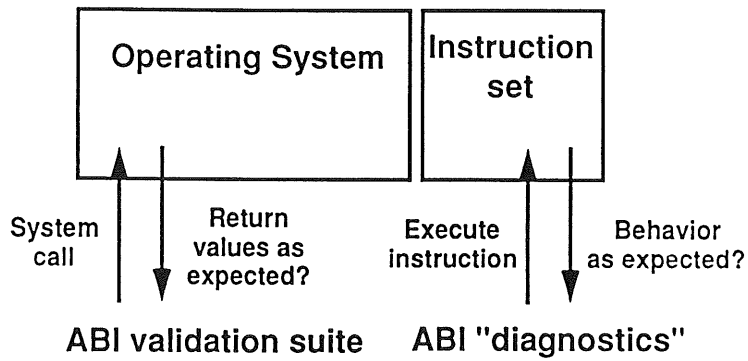 Operating System
Instruction
set
System
call
Return
values as
expected?
Execute
instruction
Behavior
as expected?
ABI validation suite
ABI "diagnostics"